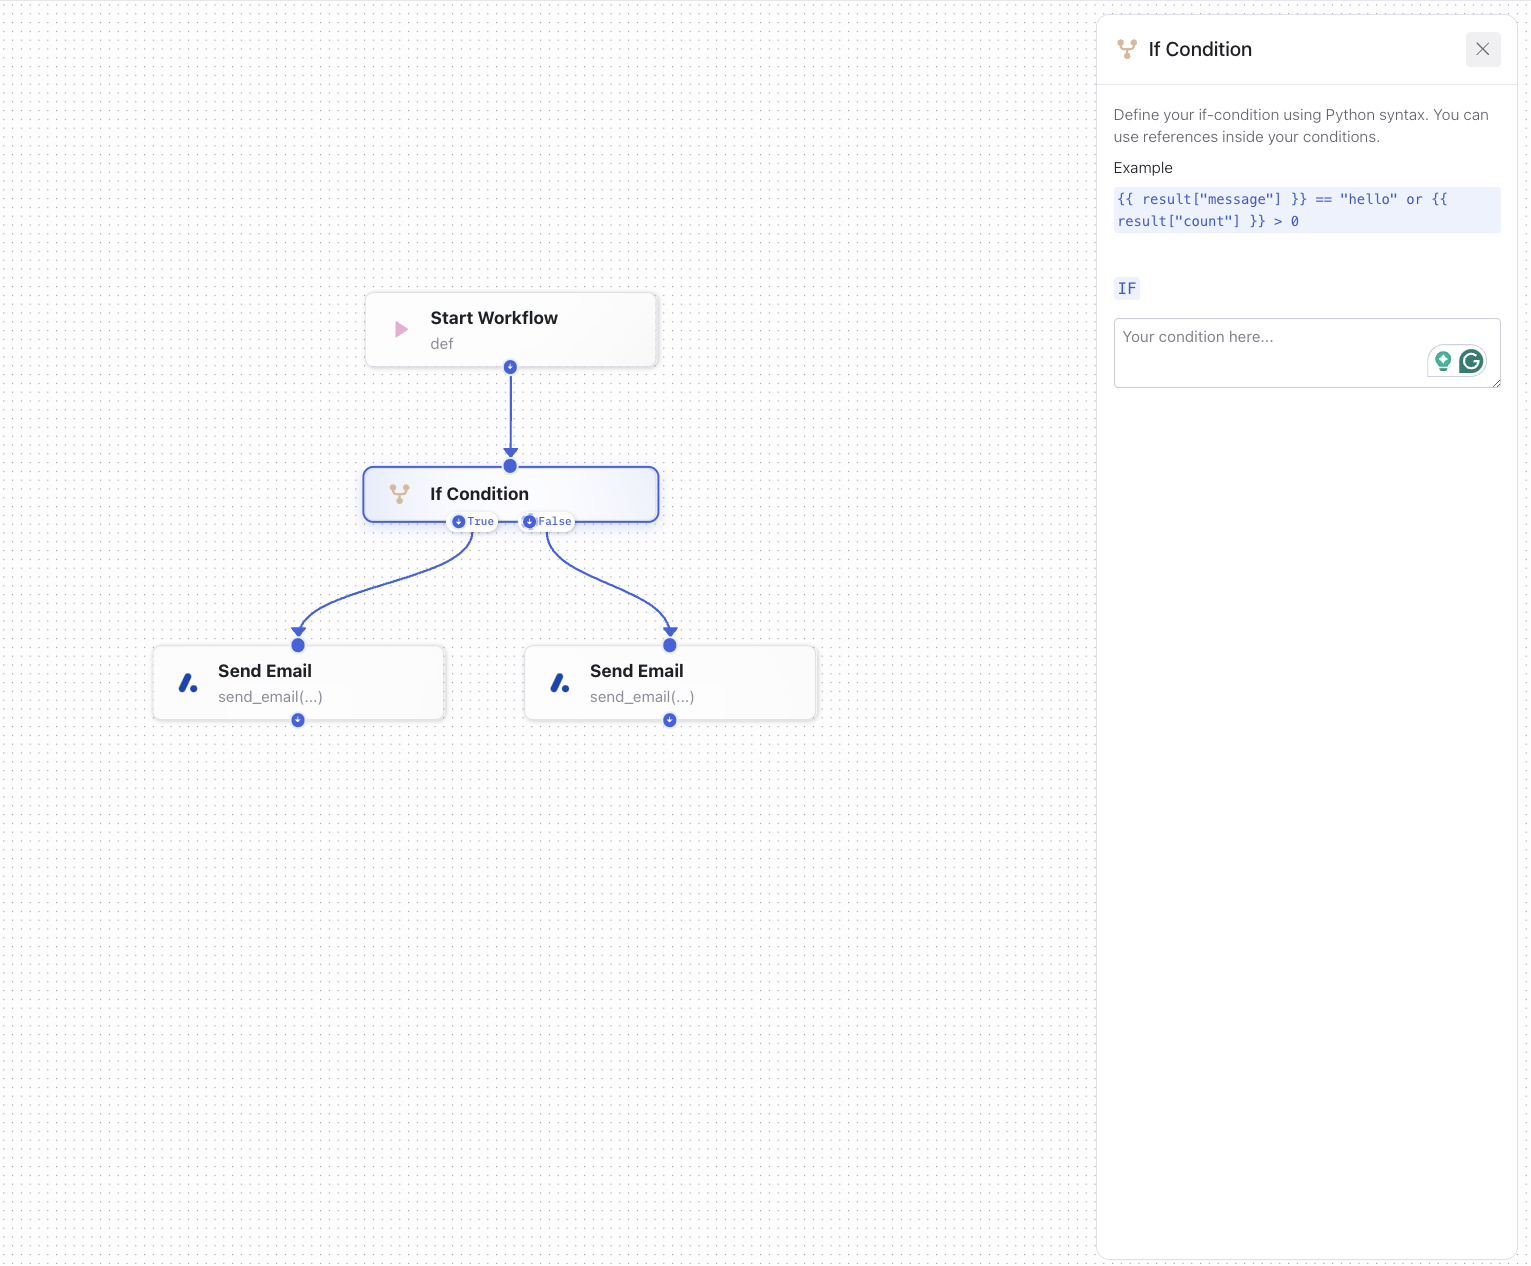 If Condition
Define your if-condition using Python syntax. You can
use references inside your conditions.
Example
{{ result["message"] }} == "hello" or {{
result["count"] }} > 0
IF
Your condition here...
Start Workflow
def
If Condition
True
False
Send Email
send_email(...)
Send Email
send_email(...)